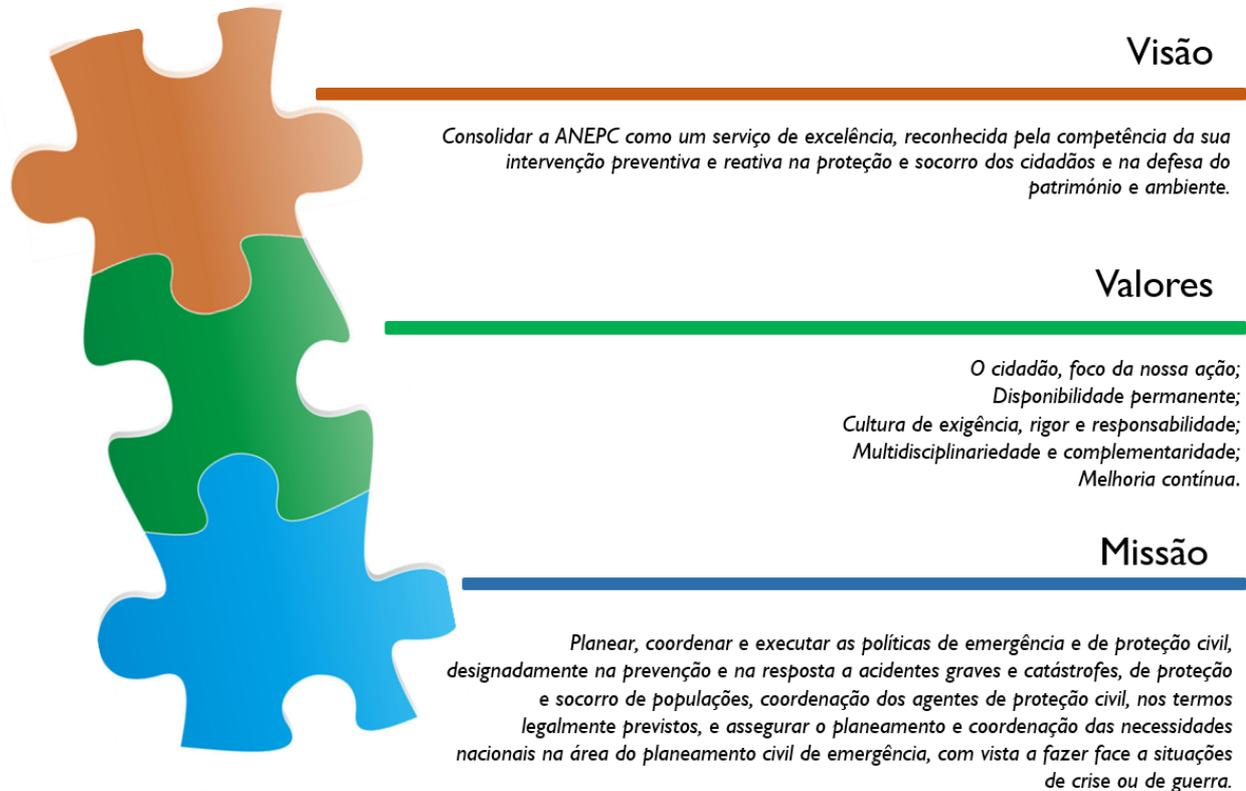 Visão
Consolidar a ANEPC como um serviço de excelência, reconhecida pela competência da sua
intervenção preventiva e reativa na proteção e socorro dos cidadãos e na defesa do
património e ambiente.
Valores
O cidadão, foco da nossa ação;
Disponibilidade permanente;
Cultura de exigência, rigor e responsabilidade;
Multidisciplinariedade e complementaridade;
Melhoria contínua.
Missão
Planear, coordenar e executar as políticas de emergência e de proteção civil,
designadamente na prevenção e na resposta a acidentes graves e catástrofes, de proteção
e socorro de populações, coordenação dos agentes de proteção civil, nos termos
legalmente previstos, e assegurar o planeamento e coordenação das necessidades
nacionais na área do planeamento civil de emergência, com vista a fazer face a situações
de crise ou de guerra.